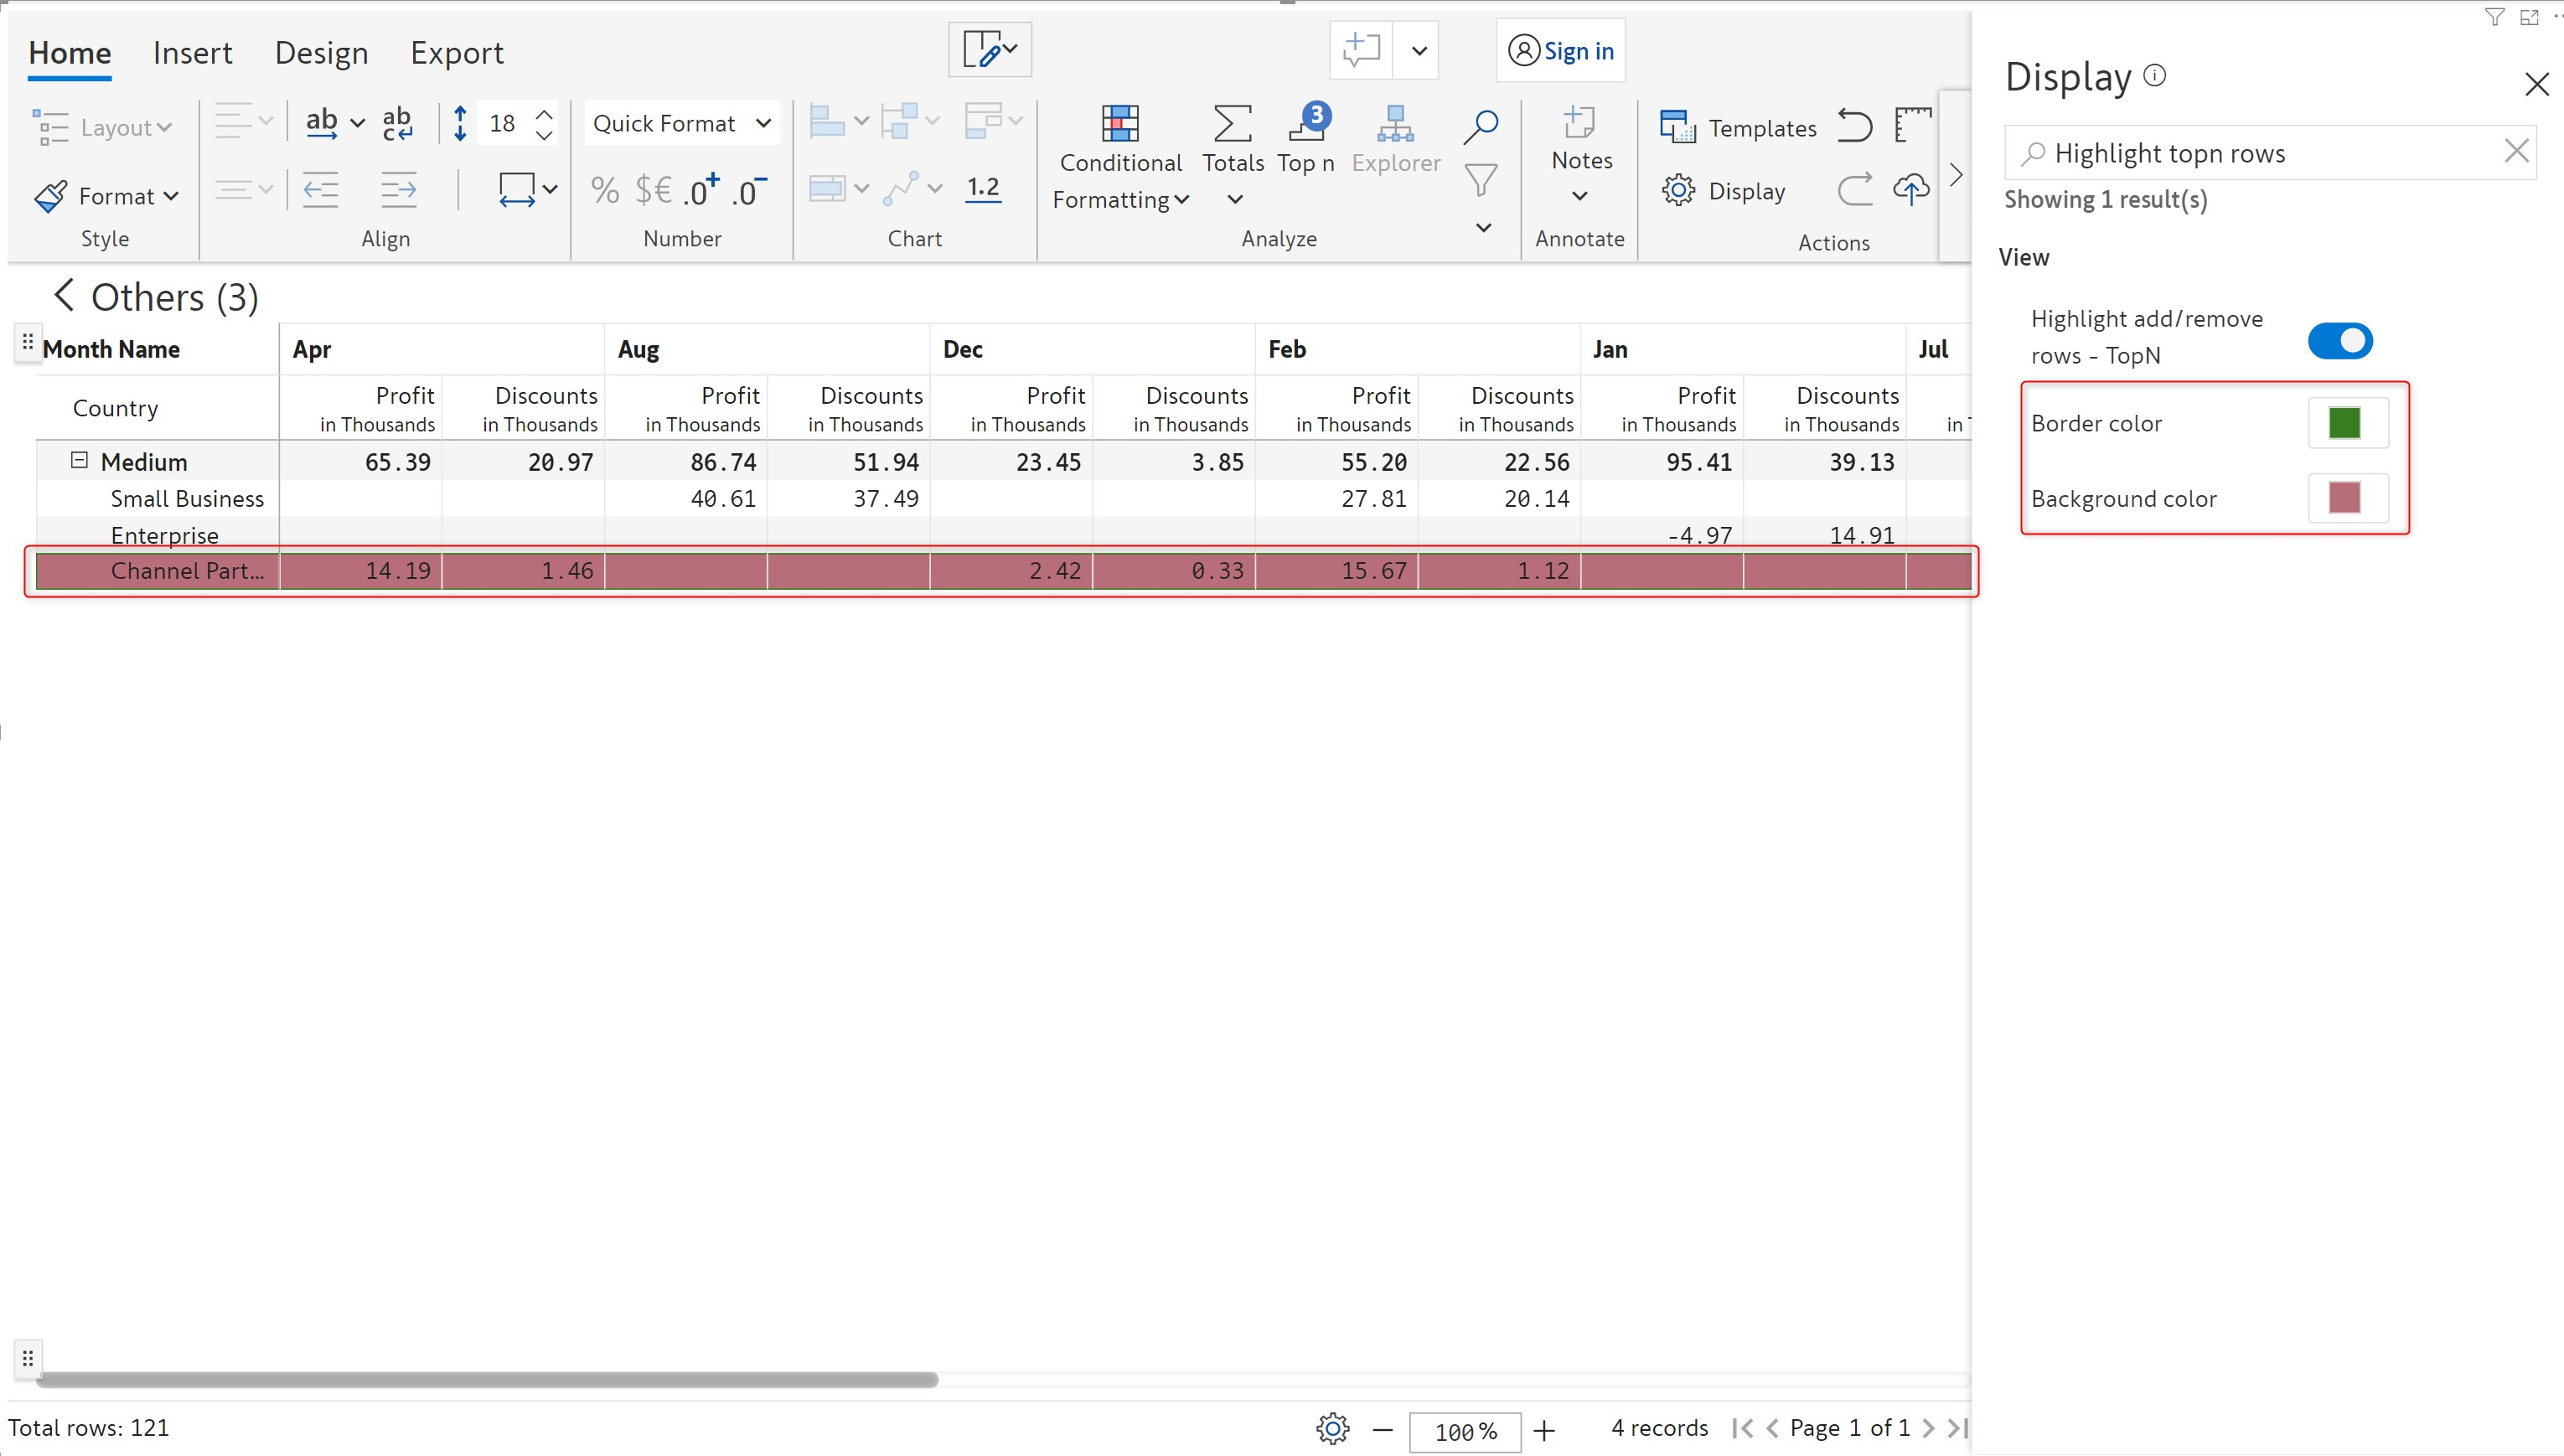 Home Insert Design Export
Sign in
Layout
ab
ab
c
18
Quick Format
Conditional
Formatting
Totals
3
Top n
Explorer
Notes
Templates
Format
% $€ .0+ .0-
1.2
Display
Style
Align
Number
Chart
Analyze
Annotate
Actions
Others (3)
Month Name Apr Aug Dec Feb Jan Jul
Country Profit Discounts Profit Discounts Profit Discounts Profit Discounts Profit Discounts
in Thousands in Thousands in Thousands in Thousands in Thousands in Thousands in Thousands in Thousands in Thousands in Thousands in T
Medium 65.39 20.97 86.74 51.94 23.45 3.85 55.20 22.56 95.41 39.13
Small Business 40.61 37.49 27.81 20.14
Enterprise -4.97 14.91
Channel Part... 14.19 1.46 2.42 0.33 15.67 1.12
Total rows: 121
100 %
4 records
Page 1 of 1
Display
Highlight topn rows
Showing 1 result(s)
View
Highlight add/remove
rows - TopN
Border color
Background color